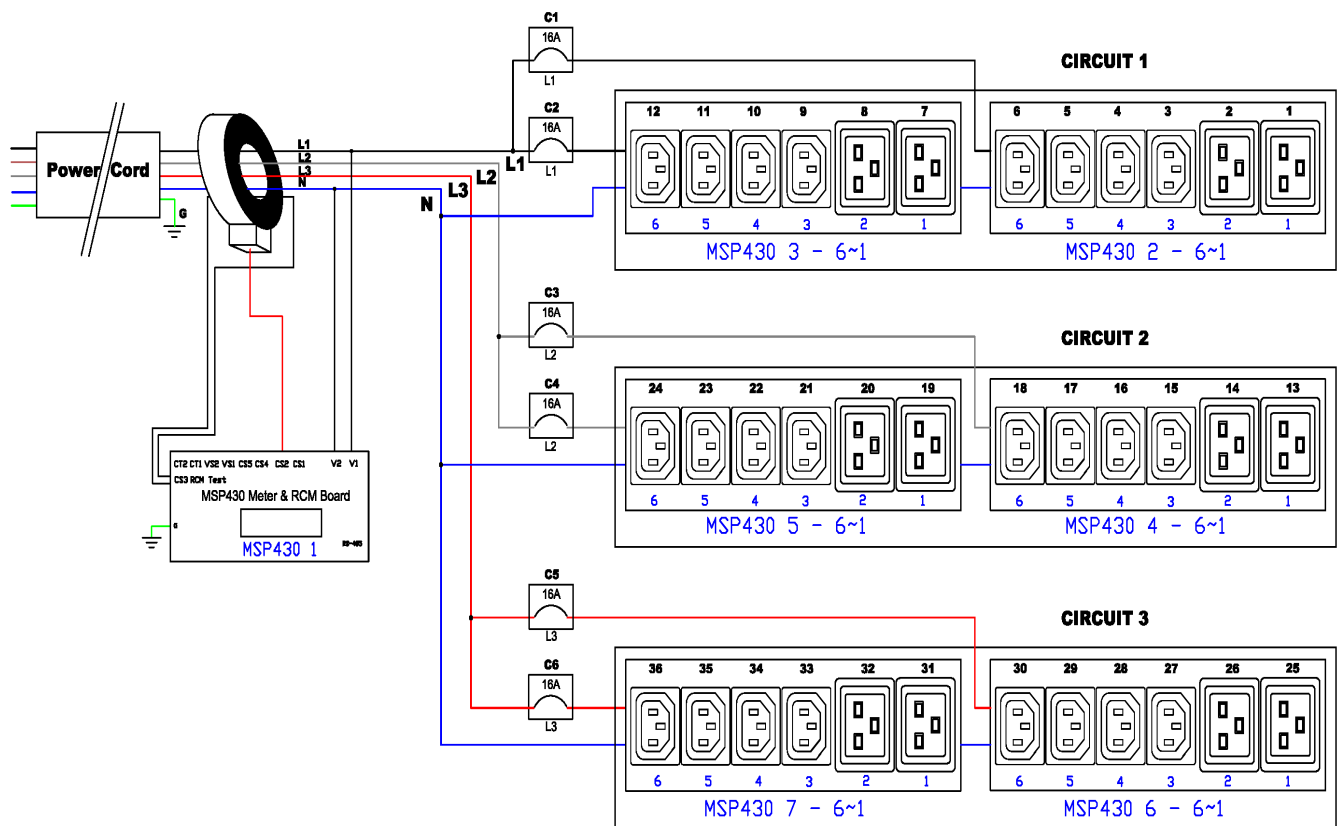 C1
16A
L1
CIRCUIT 1
C2
16A
L1
12 11 10 9 8 7
6 5 4 3 2 1
6 5 4 3 2 1
6 5 4 3 2 1
MSP430 3 - 6~1
MSP430 2 - 6~1
Power Cord
G
L1
L2
L3
N
L1
L2
L3
N
C3
16A
L2
CIRCUIT 2
C4
16A
L2
24 23 22 21 20 19
18 17 16 15 14 13
6 5 4 3 2 1
6 5 4 3 2 1
MSP430 5 - 6~1
MSP430 4 - 6~1
CT2 CT1 VS2 VS1 CS5 CS4 CS2 CS1 V2 V1
CS3 RCM Test
MSP430 Meter & RCM Board
G
MSP430 1
RS-485
C5
16A
L3
CIRCUIT 3
C6
16A
L3
36 35 34 33 32 31
30 29 28 27 26 25
6 5 4 3 2 1
6 5 4 3 2 1
MSP430 7 - 6~1
MSP430 6 - 6~1